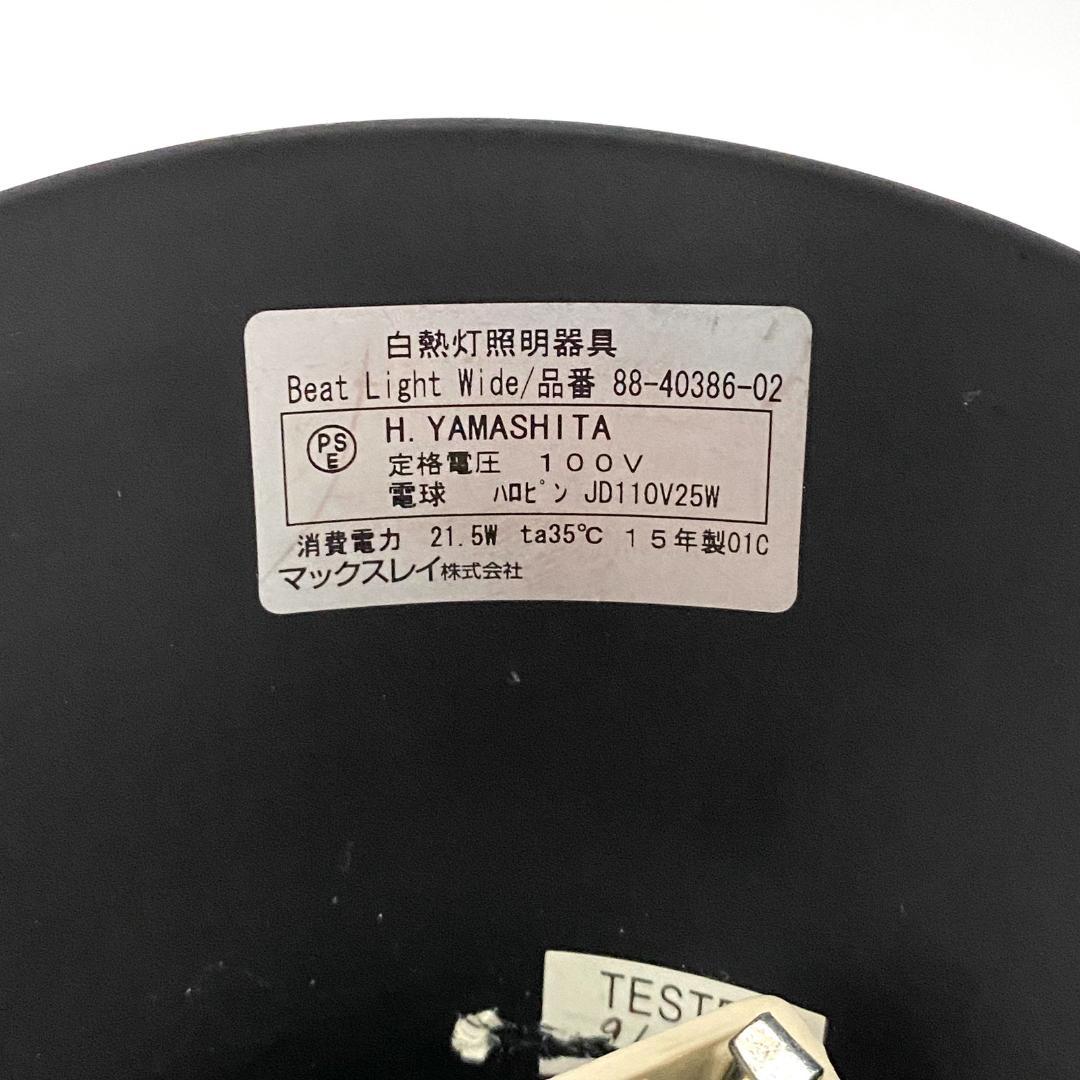 白熱灯照明器具
Beat Light Wide/品番 88-40386-02
PSE
H. YAMASHITA
定格電圧 100V
電球 ﾊﾛﾋﾟﾝ JD110V25W
消費電力 21.5W ta35℃ 15年製01C
マックスレイ株式会社